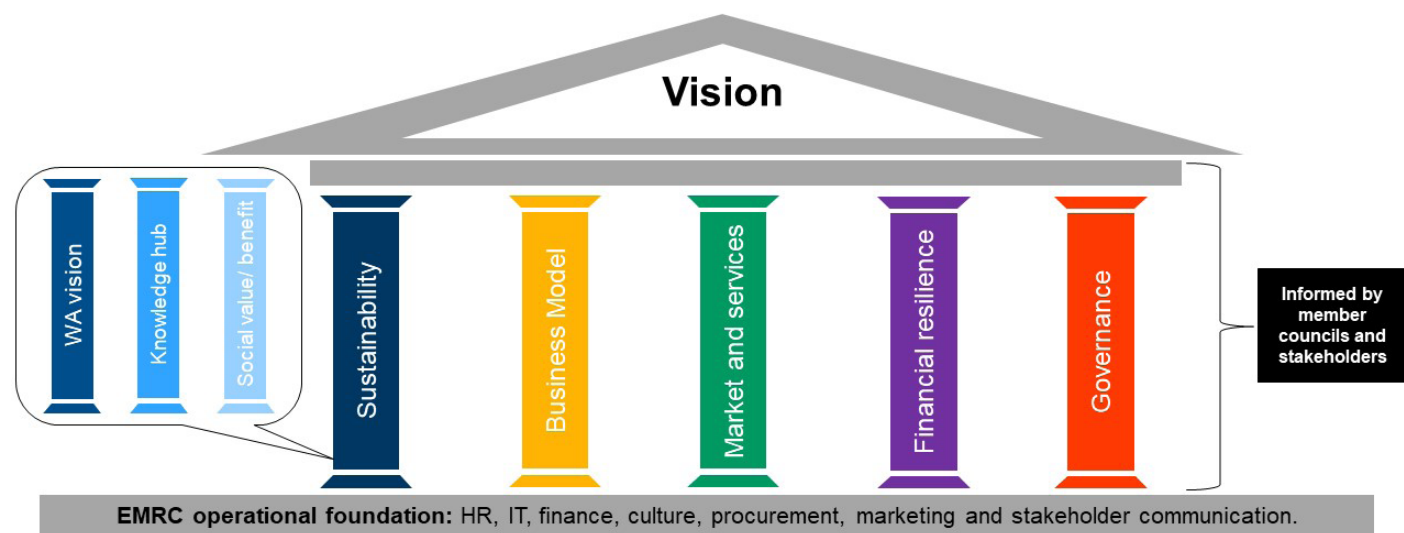 Vision
WA vision
Knowledge hub
Social value/ benefit
Sustainability
Business Model
Market and services
Financial resilience
Governance
Informed by
member
councils and
stakeholders
EMRC operational foundation: HR, IT, finance, culture, procurement, marketing and stakeholder communication.